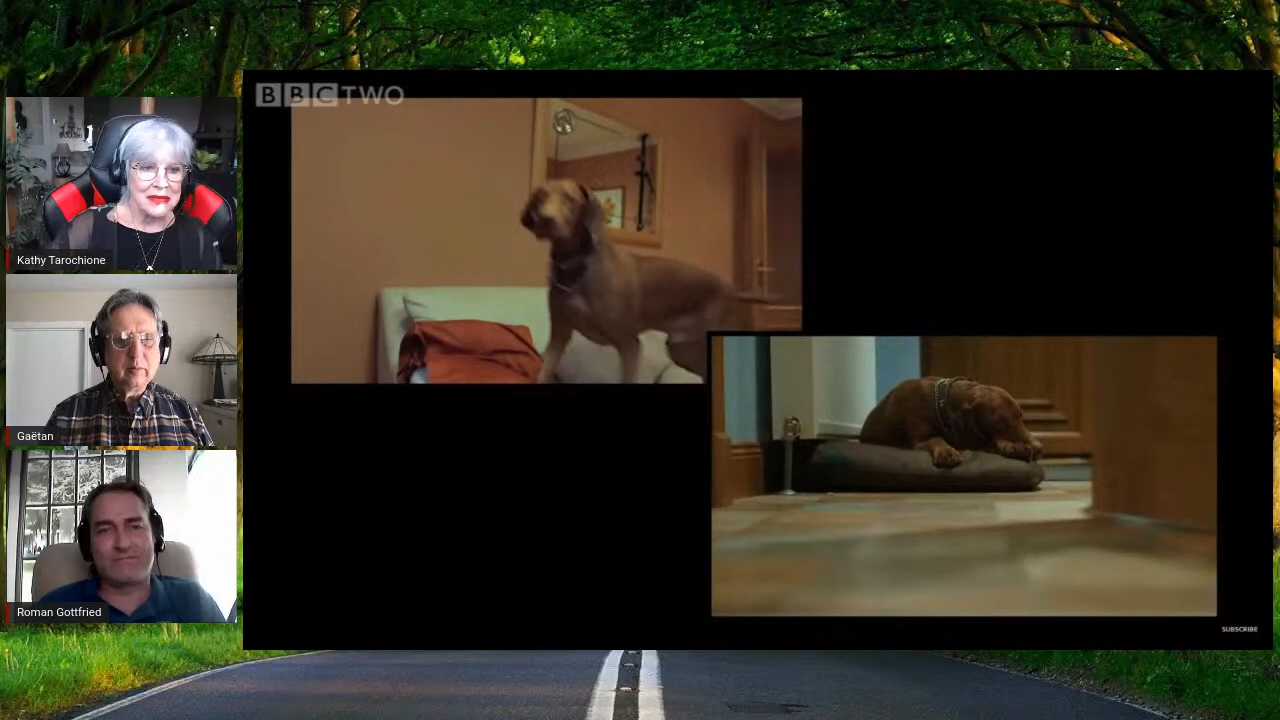 BBC TWO
Kathy Tarochione
Gaëtan
Roman Gottfried
SUBSCRIBE